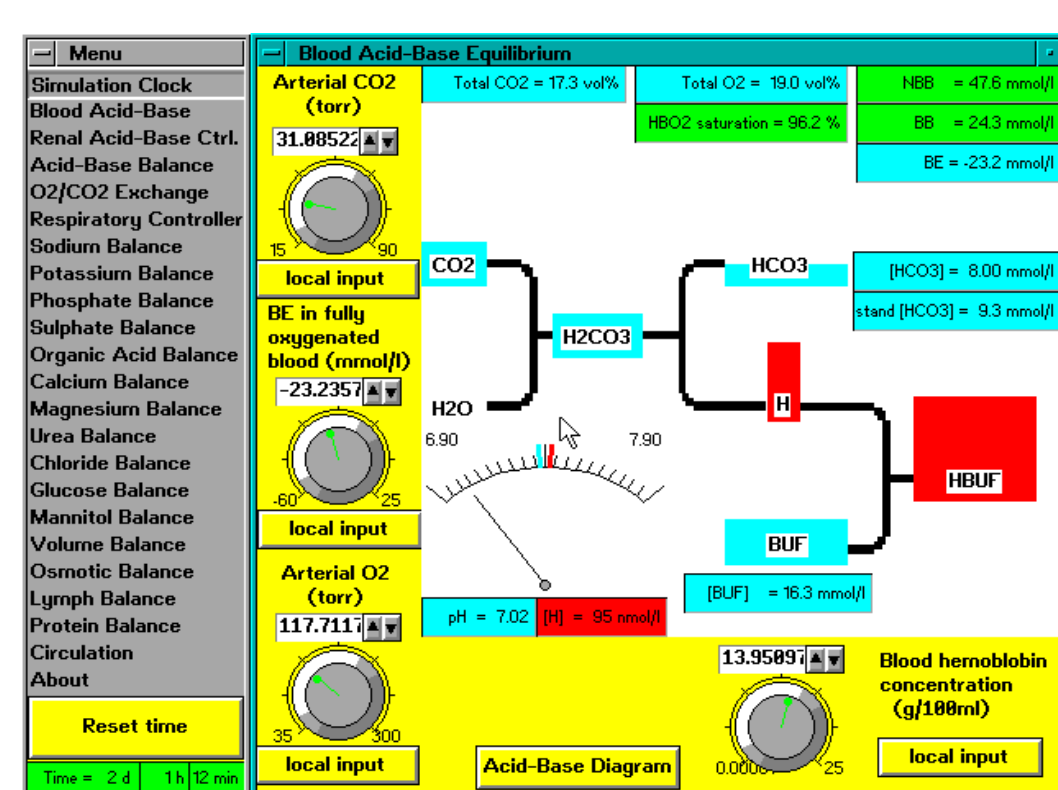 Menu
Simulation Clock
Blood Acid-Base
Renal Acid-Base Ctrl.
Acid-Base Balance
O2/CO2 Exchange
Respiratory Controller
Sodium Balance
Potassium Balance
Phosphate Balance
Sulphate Balance
Organic Acid Balance
Calcium Balance
Magnesium Balance
Urea Balance
Chloride Balance
Glucose Balance
Mannitol Balance
Volume Balance
Osmotic Balance
Lymph Balance
Protein Balance
Circulation
About
Reset time
Time = 2 d 1 h 12 min
Blood Acid-Base Equilibrium
Arterial CO2
(torr)
31.08522
15 90
local input
BE in fully
oxygenated
blood (mmol/l)
-23.2357
-60 25
local input
Arterial O2
(torr)
117.7117
35 300
local input
Total CO2 = 17.3 vol%
Total O2 = 19.0 vol%
HBO2 saturation = 96.2 %
NBB = 47.6 mmol/l
BB = 24.3 mmol/l
BE = -23.2 mmol/l
CO2
H2O
H2CO3
HCO3
[HCO3] = 8.00 mmol/l
stand [HCO3] = 9.3 mmol/l
H
HBUF
BUF
[BUF] = 16.3 mmol/l
6.90 7.90
pH = 7.02 [H] = 95 nmol/l
Acid-Base Diagram
13.95097
25
Blood hemoblobin
concentration
(g/100ml)
local input